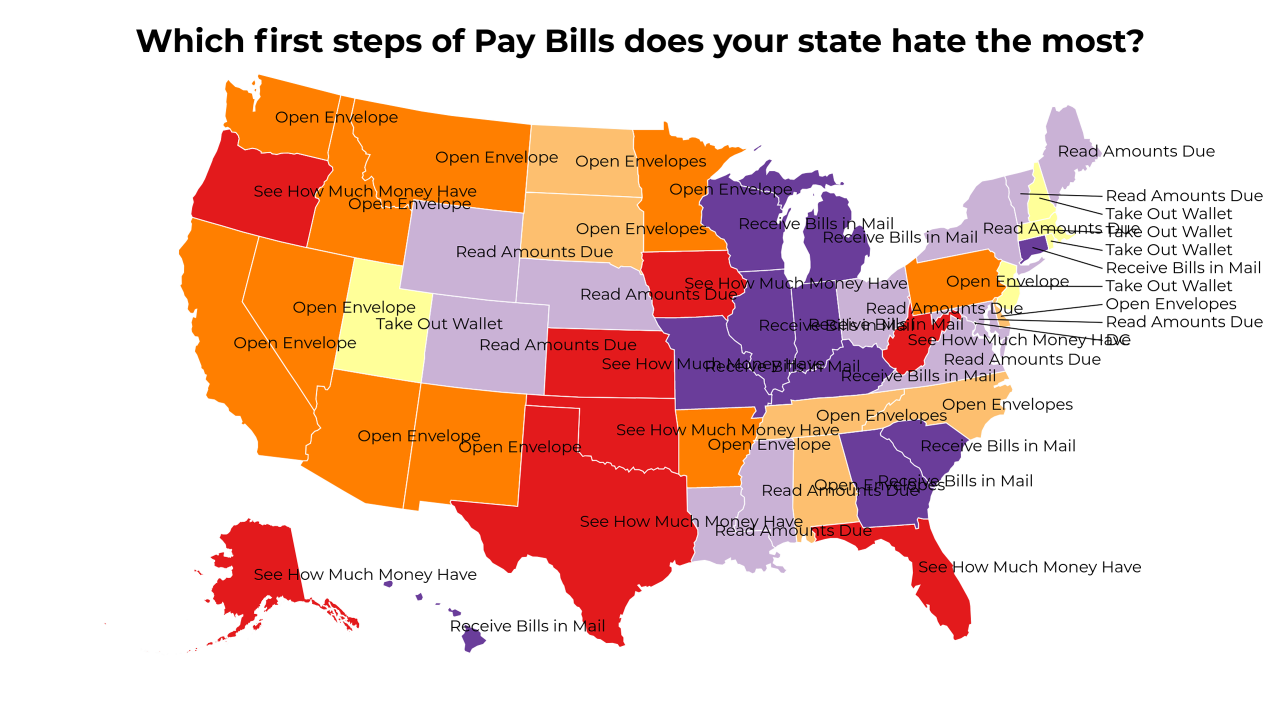 Which first steps of Pay Bills does your state hate the most?
Open Envelope
Read Amounts Due
Open Envelope
Open Envelopes
Open Envelope
See How Much Money Have
Read Amounts Due
Open Envelope
Take Out Wallet
Receive Bills in Mail
Read Amounts Due
Open Envelopes
Take Out Wallet
Receive Bills in Mail
Read Amounts Due
Take Out Wallet
Receive Bills in Mail
Open Envelope
See How Much Money Have
Take Out Wallet
Read Amounts Due
Open Envelopes
Open Envelope
Read Amounts Due
Read Amounts Due
Take Out Wallet
Receive Bills in Mail
Receive Bills in Mail
See How Much Money Have
DC
Open Envelope
Read Amounts Due
Read Amounts Due
See How Much Money Have
Receive Bills in Mail
Receive Bills in Mail
Open Envelopes
Open Envelopes
See How Much Money Have
Open Envelope
Open Envelope
Open Envelope
Receive Bills in Mail
Receive Bills in Mail
Open Envelopes
Read Amounts Due
See How Much Money Have
Read Amounts Due
See How Much Money Have
See How Much Money Have
Receive Bills in Mail